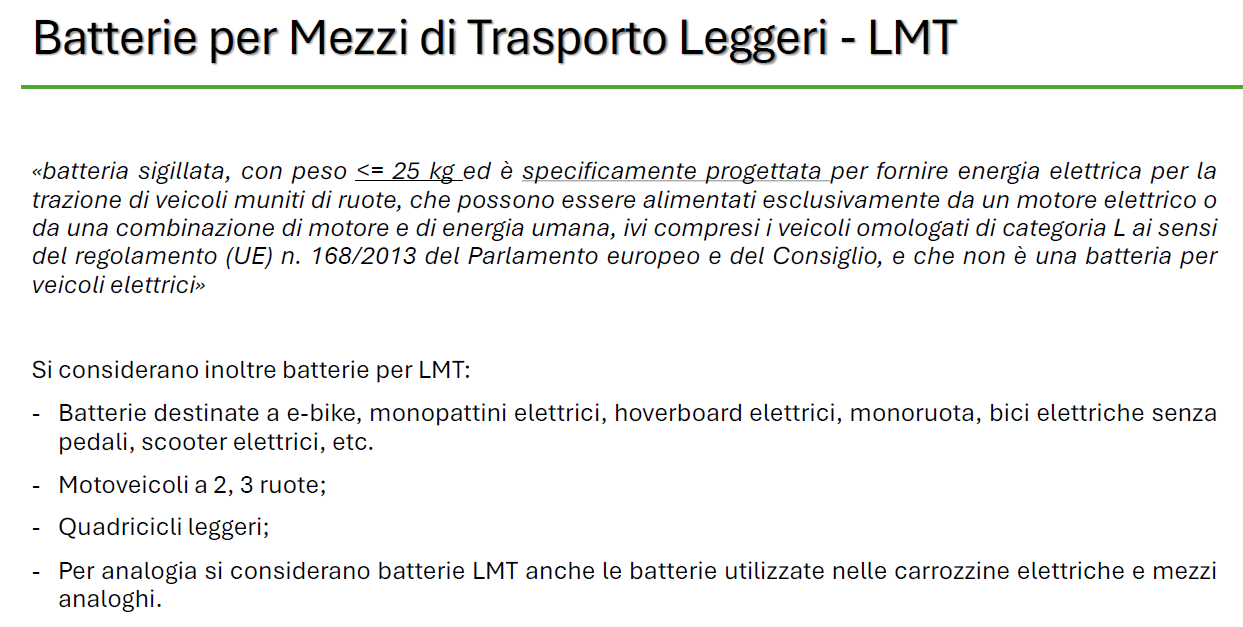 Batterie per Mezzi di Trasporto Leggeri - LMT
«batteria sigillata, con peso <= 25 kg ed è specificamente progettata per fornire energia elettrica per la
trazione di veicoli muniti di ruote, che possono essere alimentati esclusivamente da un motore elettrico o
da una combinazione di motore e di energia umana, ivi compresi i veicoli omologati di categoria L ai sensi
del regolamento (UE) n. 168/2013 del Parlamento europeo e del Consiglio, e che non è una batteria per
veicoli elettrici»
Si considerano inoltre batterie per LMT:
- Batterie destinate a e-bike, monopattini elettrici, hoverboard elettrici, monoruota, bici elettriche senza
pedali, scooter elettrici, etc.
- Motoveicoli a 2, 3 ruote;
- Quadricicli leggeri;
- Per analogia si considerano batterie LMT anche le batterie utilizzate nelle carrozzine elettriche e mezzi
analoghi.